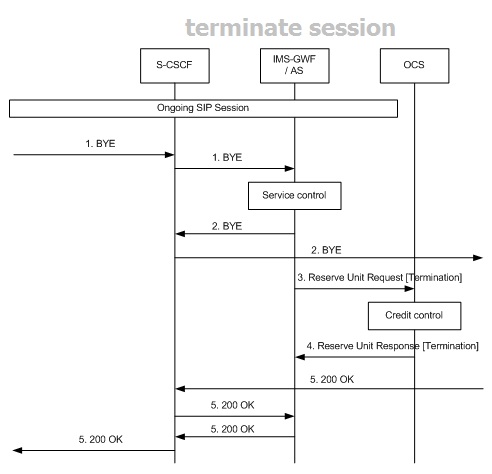 terminate session
S-CSCF
IMS-GWF
/ AS
OCS
Ongoing SIP Session
1. BYE
1. BYE
Service control
2. BYE
2. BYE
3. Reserve Unit Request [Termination]
Credit control
4. Reserve Unit Response [Termination]
5. 200 OK
5. 200 OK
5. 200 OK
5. 200 OK